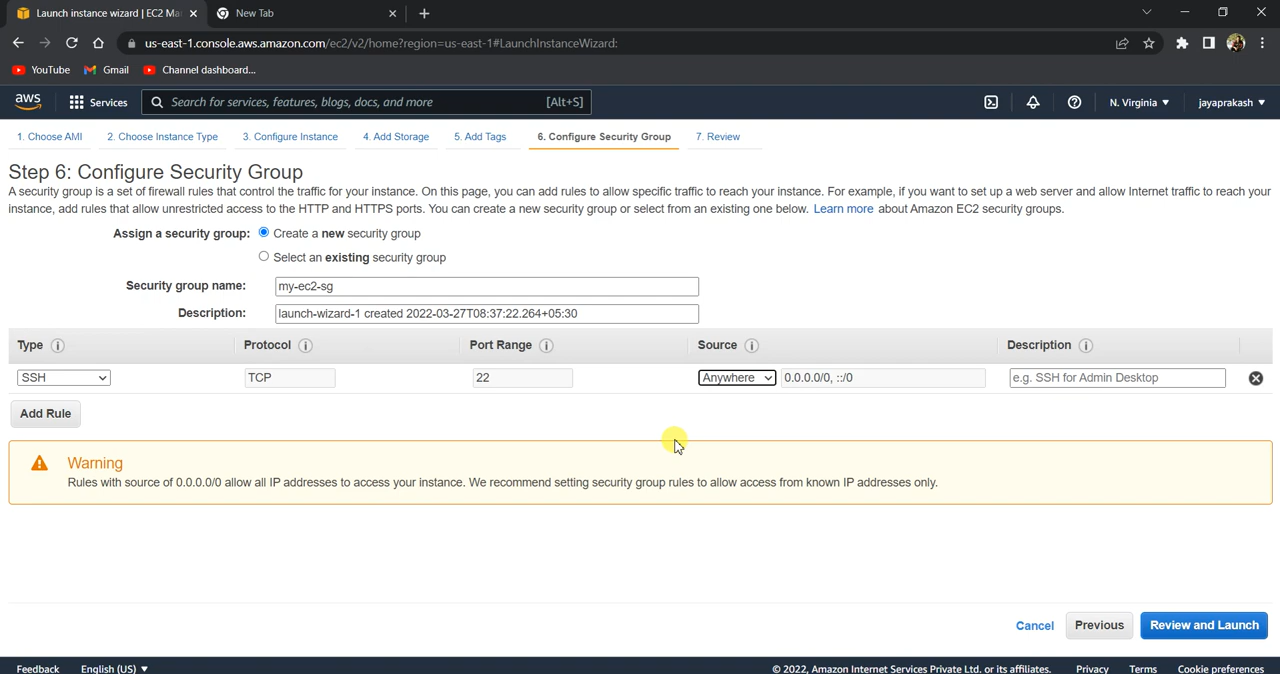 Launch instance wizard | EC2 Ma
New Tab
us-east-1.console.aws.amazon.com/ec2/v2/home?region=us-east-1#LaunchInstanceWizard:
YouTube
Gmail
Channel dashboard...
aws
Services
Search for services, features, blogs, docs, and more
[Alt+S]
N. Virginia
jayaprakash
1. Choose AMI
2. Choose Instance Type
3. Configure Instance
4. Add Storage
5. Add Tags
6. Configure Security Group
7. Review
Step 6: Configure Security Group
A security group is a set of firewall rules that control the traffic for your instance. On this page, you can add rules to allow specific traffic to reach your instance. For example, if you want to set up a web server and allow Internet traffic to reach your
instance, add rules that allow unrestricted access to the HTTP and HTTPS ports. You can create a new security group or select from an existing one below. Learn more about Amazon EC2 security groups.
Assign a security group:
Create a new security group
Select an existing security group
Security group name:
my-ec2-sg
Description:
launch-wizard-1 created 2022-03-27T08:37:22.264+05:30
Type
Protocol
Port Range
Source
Description
SSH
TCP
22
Anywhere
0.0.0.0/0, ::/0
e.g. SSH for Admin Desktop
Add Rule
Warning
Rules with source of 0.0.0.0/0 allow all IP addresses to access your instance. We recommend setting security group rules to allow access from known IP addresses only.
Cancel
Previous
Review and Launch
Feedback
English (US)
© 2022, Amazon Internet Services Private Ltd. or its affiliates.
Privacy
Terms
Cookie preferences